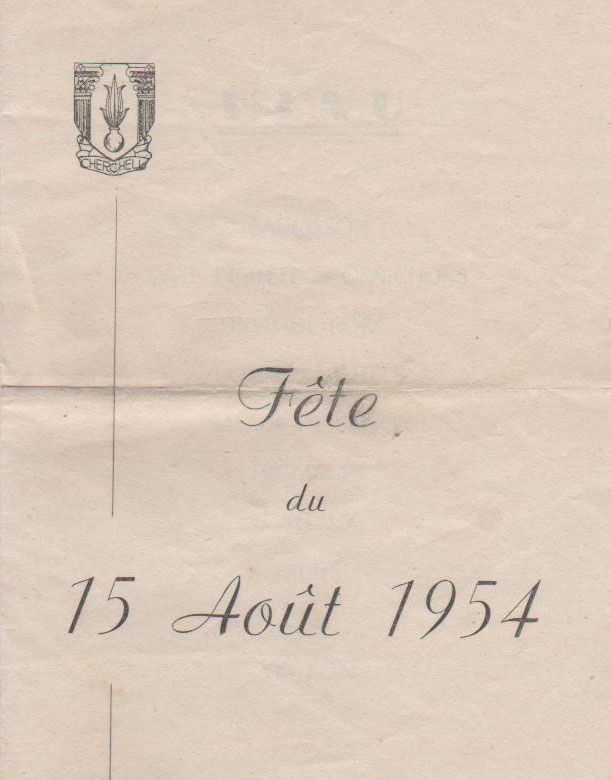 CHERCHELL
Fête
du
15 Août 1954